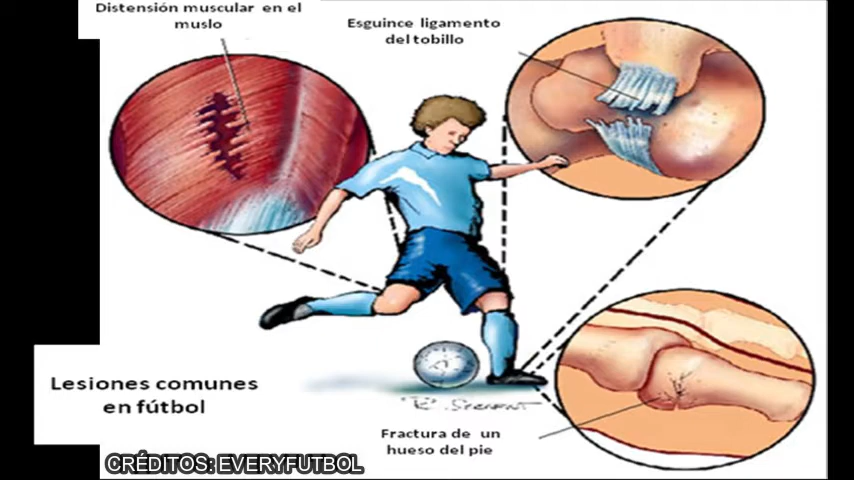 Distensión muscular en el
muslo
Esguince ligamento
del tobillo
Lesiones comunes
en fútbol
Fractura de un
hueso del pie
CRÉDITOS: EVERYFUTBOL